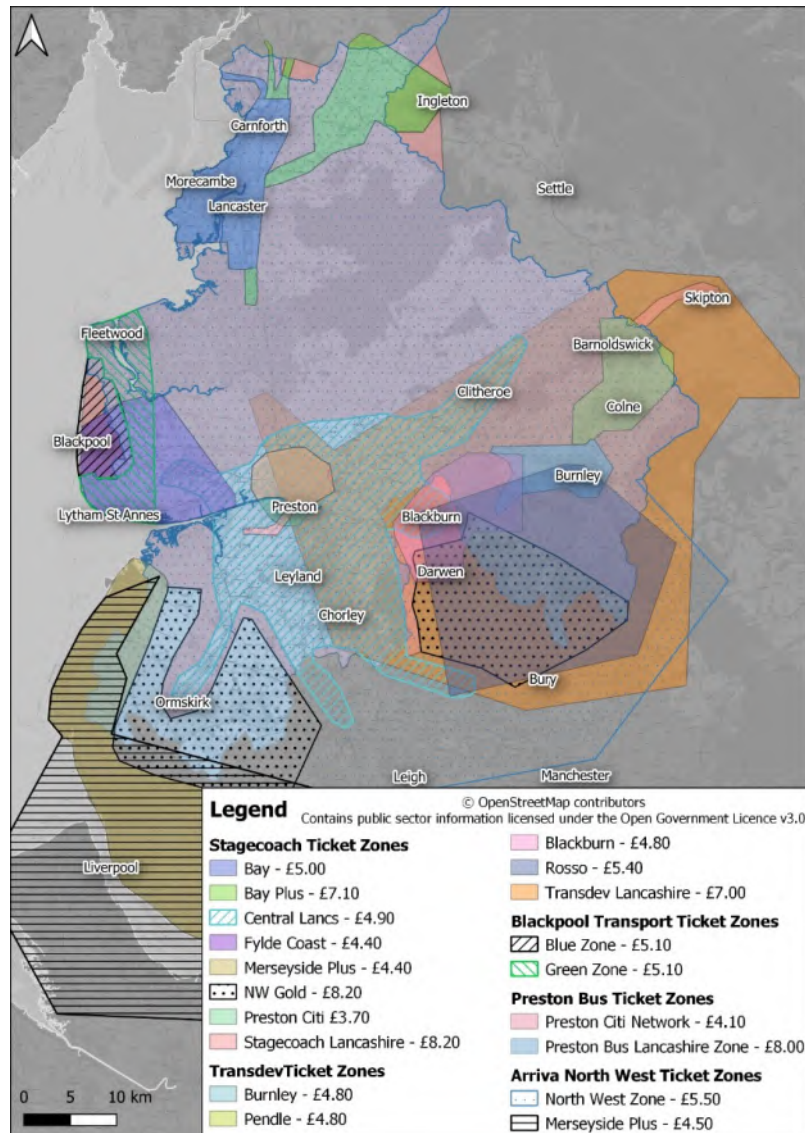 Ingleton
Carnforth
Morecambe
Lancaster
Settle
Skipton
Fleetwood
Barnoldswick
Clitheroe
Colne
Blackpool
Burnley
Preston
Lytham St Annes
Blackburn
Leyland
Darwen
Chorley
Bury
Ormskirk
Leigh
Manchester
Liverpool
0 5 10 km
Legend
© OpenStreetMap contributors
Contains public sector information licensed under the Open Government Licence v3.0
Stagecoach Ticket Zones
Bay - £5.00
Bay Plus - £7.10
Central Lancs - £4.90
Fylde Coast - £4.40
Merseyside Plus - £4.40
NW Gold - £8.20
Preston Citi £3.70
Stagecoach Lancashire - £8.20
TransdevTicket Zones
Burnley - £4.80
Pendle - £4.80
Blackburn - £4.80
Rosso - £5.40
Transdev Lancashire - £7.00
Blackpool Transport Ticket Zones
Blue Zone - £5.10
Green Zone - £5.10
Preston Bus Ticket Zones
Preston Citi Network - £4.10
Preston Bus Lancashire Zone - £8.00
Arriva North West Ticket Zones
North West Zone - £5.50
Merseyside Plus - £4.50